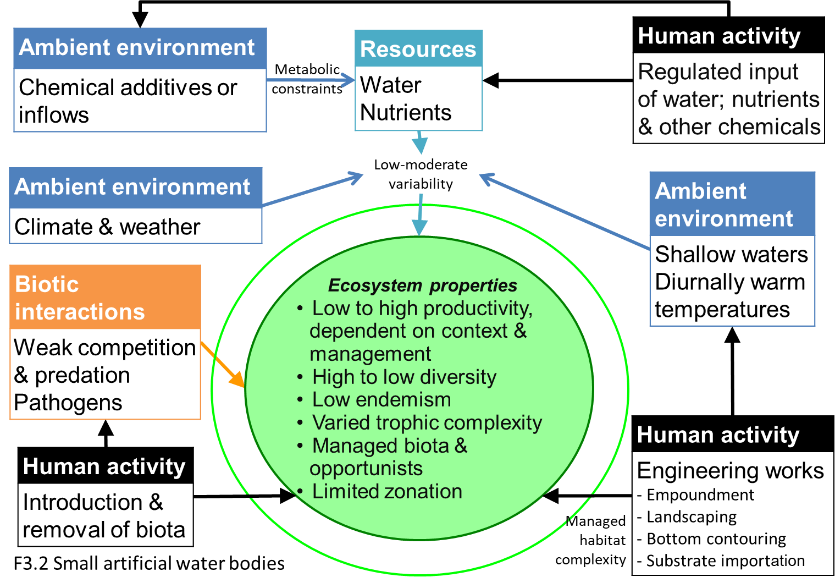 Ambient environment
Chemical additives or
inflows
Metabolic
constraints
Resources
Water
Nutrients
Human activity
Regulated input
of water; nutrients
& other chemicals
Low-moderate
variability
Ambient environment
Climate & weather
Ambient
environment
Shallow waters
Diurnally warm
temperatures
Biotic
interactions
Weak competition
& predation
Pathogens
Ecosystem properties
• Low to high productivity,
dependent on context &
management
• High to low diversity
• Low endemism
• Varied trophic complexity
• Managed biota &
opportunists
• Limited zonation
Human activity
Introduction &
removal of biota
Human activity
Engineering works
- Empoundment
- Landscaping
- Bottom contouring
- Substrate importation
Managed
habitat
complexity
F3.2 Small artificial water bodies